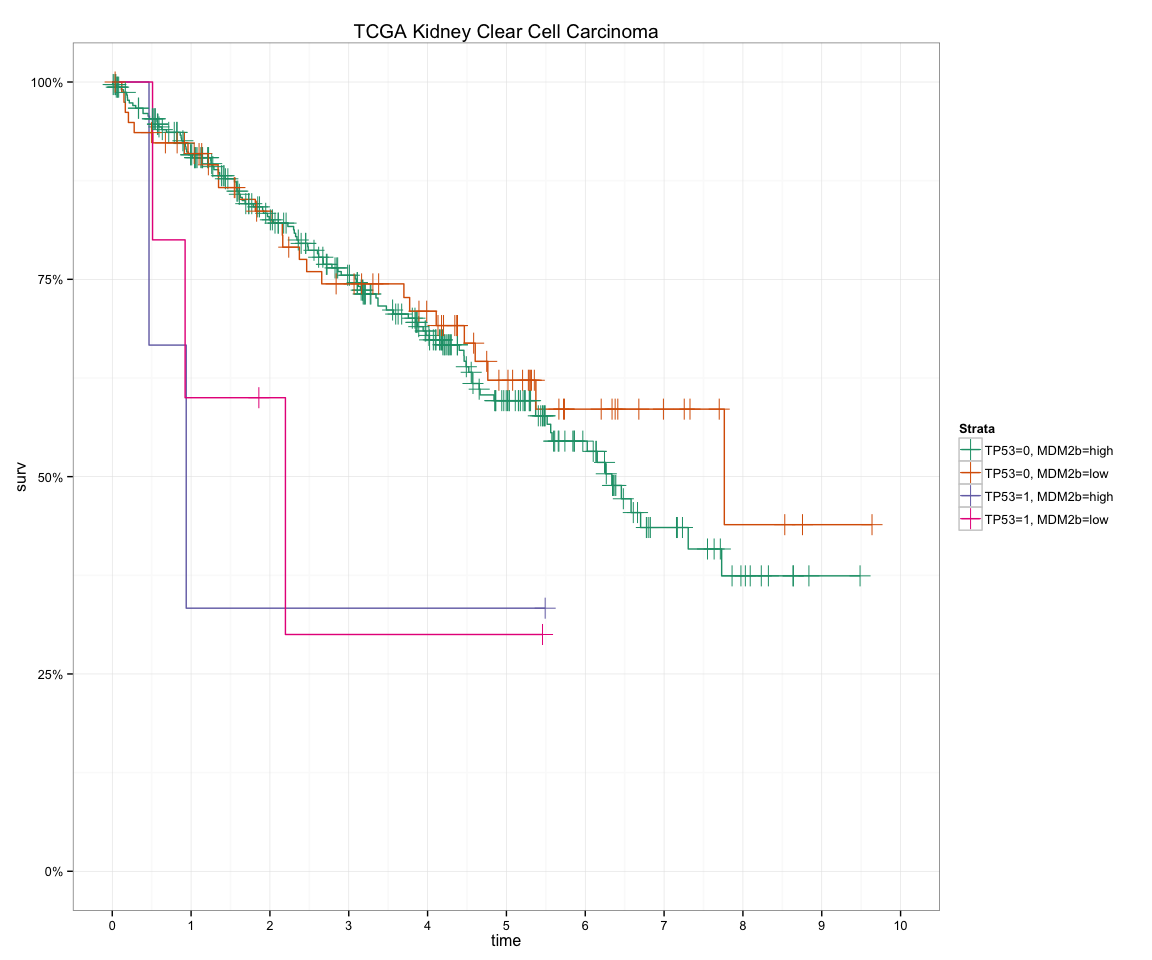 TCGA Kidney Clear Cell Carcinoma
100%
75%
50%
25%
0%
surv
0 1 2 3 4 5 6 7 8 9 10
time
Strata
TP53=0, MDM2b=high
TP53=0, MDM2b=low
TP53=1, MDM2b=high
TP53=1, MDM2b=low